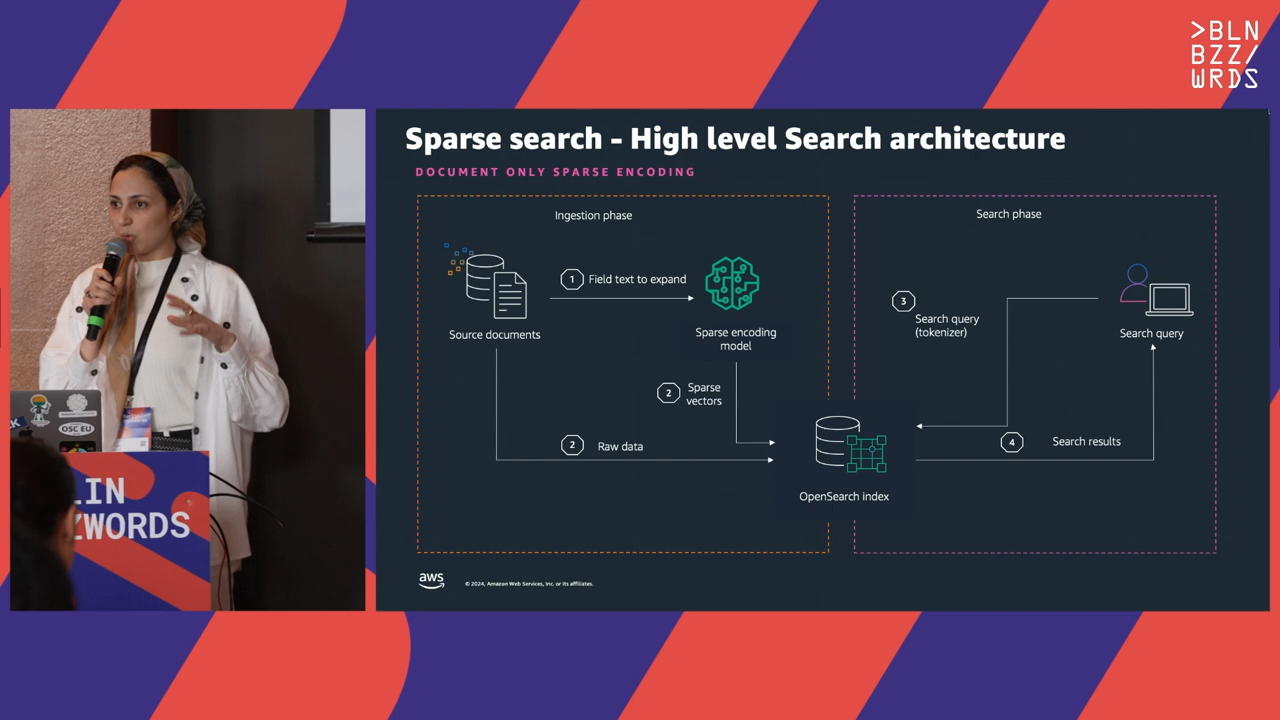 >BLN
BZZ/
WRDS
Sparse search - High level Search architecture
DOCUMENT ONLY SPARSE ENCODING
Ingestion phase
Search phase
1
Field text to expand
3
Search query
(tokenizer)
Source documents
Sparse encoding
model
Search query
2
Sparse
vectors
2
Raw data
4
Search results
OpenSearch index
aws
© 2024, Amazon Web Services, Inc. or its affiliates.
OSC EU
LIN
ZWORDS